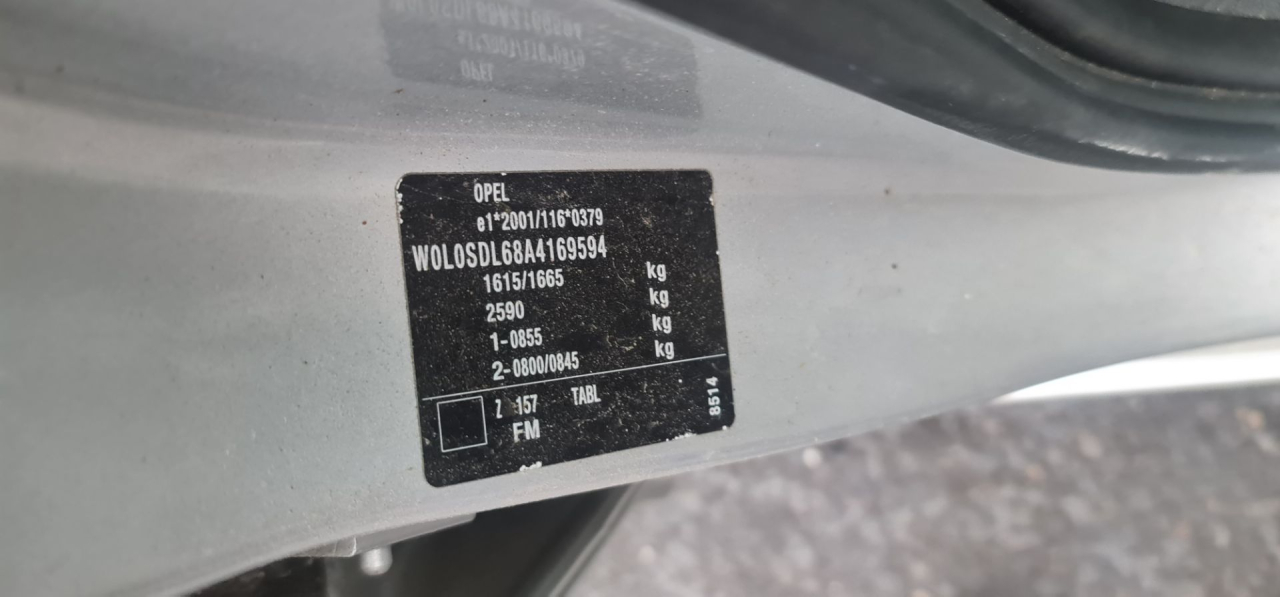 OPEL
e1*2001/116*0379
W0L0SDL68A4169594
1615/1665 kg
2590 kg
1-0855 kg
2-0800/0845 kg
Z 157 TABL
FM
8514